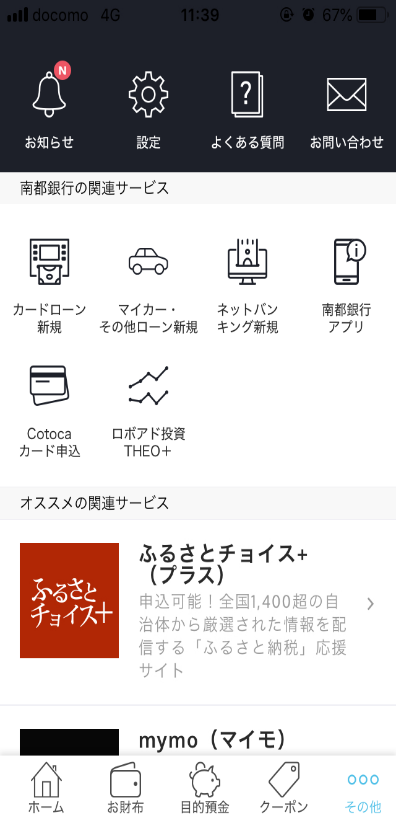 docomo 4G 11:39 67%
N
お知らせ 設定 よくある質問 お問い合わせ
南都銀行の関連サービス
カードローン
新規
マイカー・
その他ローン新規
ネットバン
キング新規
南都銀行
アプリ
Cotoca
カード申込
ロボアド投資
THEO＋
オススメの関連サービス
ふるさと
チョイス+
ふるさとチョイス+
（プラス）
申込可能！全国1,400超の自
治体から厳選された情報を配
信する「ふるさと納税」応援
サイト
mymo（マイモ）
ホーム お財布 目的預金 クーポン その他